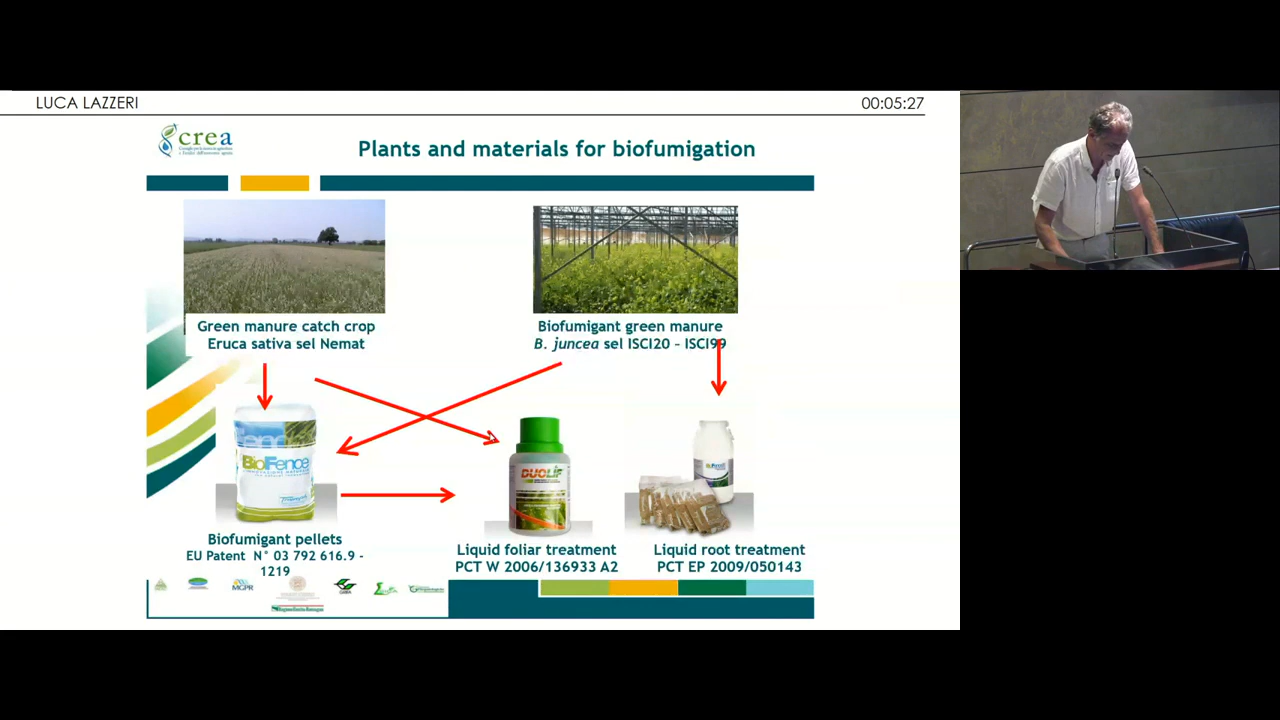 LUCA LAZZERI
00:05:27
crea
Plants and materials for biofumigation
Green manure catch crop
Eruca sativa sel Nemat
Biofumigant green manure
B. juncea sel ISCI20 – ISCI99
BioFence
DUOLIF
Biofumigant pellets
EU Patent N° 03 792 616.9 -
1219
Liquid foliar treatment
PCT W 2006/136933 A2
Liquid root treatment
PCT EP 2009/050143
MGPR